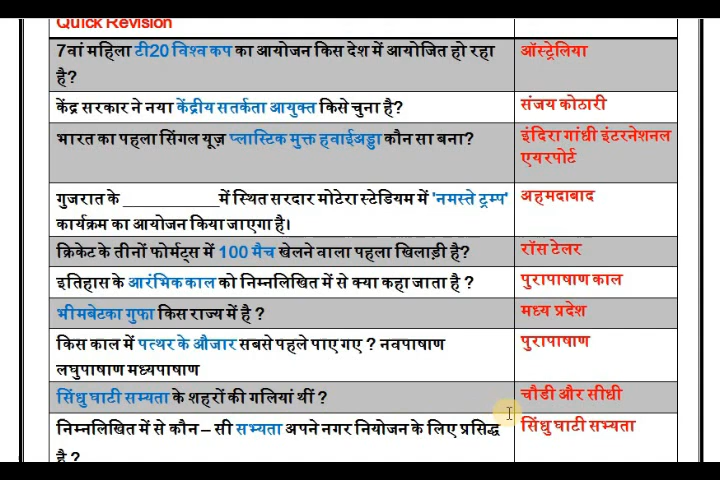 Quick Revision
7वां महिला टी20 विश्व कप का आयोजन किस देश में आयोजित हो रहा
है?
ऑस्ट्रेलिया
केंद्र सरकार ने नया केंद्रीय सतर्कता आयुक्त किसे चुना है?
संजय कोठारी
भारत का पहला सिंगल यूज़ प्लास्टिक मुक्त हवाईअड्डा कौन सा बना?
इंदिरा गांधी इंटरनेशनल
एयरपोर्ट
गुजरात के ____________में स्थित सरदार मोटेरा स्टेडियम में 'नमस्ते ट्रम्प'
कार्यक्रम का आयोजन किया जाएगा है।
अहमदाबाद
क्रिकेट के तीनों फोर्मट्स में 100 मैच खेलने वाला पहला खिलाड़ी है?
रॉस टेलर
इतिहास के आरंभिक काल को निम्नलिखित में से क्या कहा जाता है ?
पुरापाषाण काल
भीमबेटका गुफा किस राज्य में है ?
मध्य प्रदेश
किस काल में पत्थर के औजार सबसे पहले पाए गए ? नवपाषाण
लघुपाषाण मध्यपाषाण
पुरापाषाण
सिंधु घाटी सभ्यता के शहरों की गलियां थीं ?
चौडी और सीधी
निम्नलिखित में से कौन – सी सभ्यता अपने नगर नियोजन के लिए प्रसिद्ध
है ?
सिंधु घाटी सभ्यता